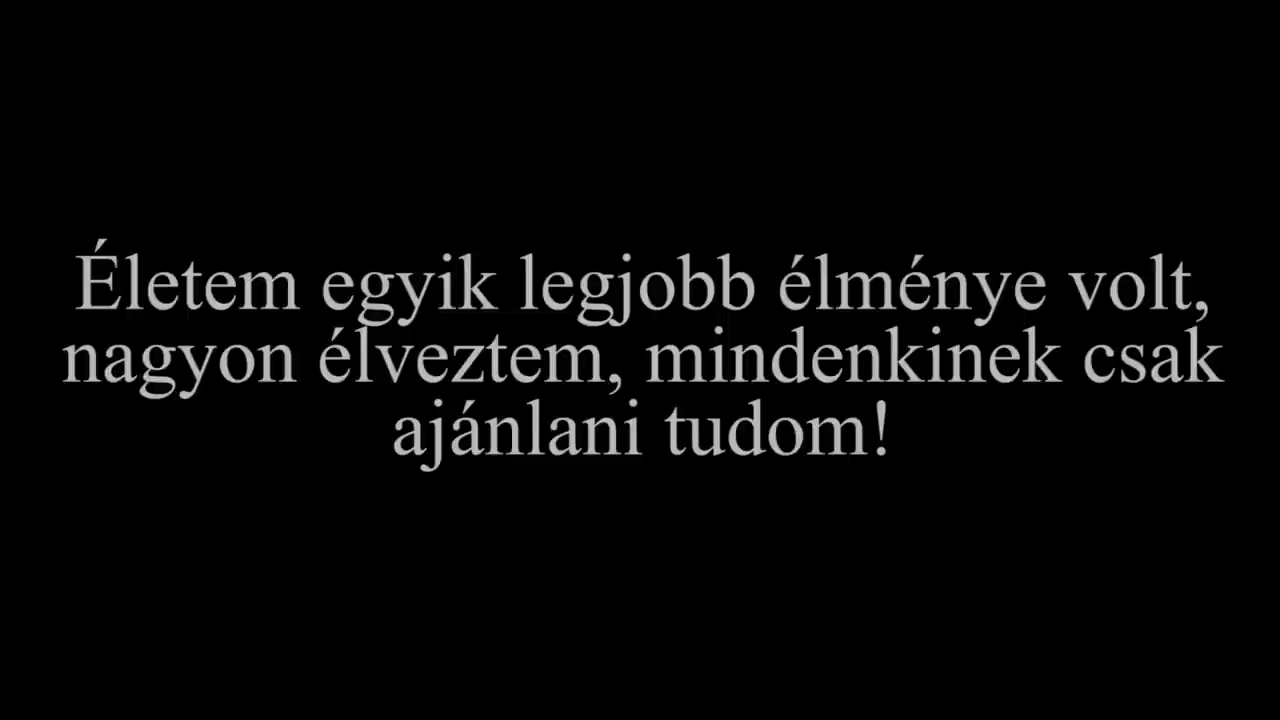 Életem egyik legjobb élménye volt,
nagyon élveztem, mindenkinek csak
ajánlani tudom!